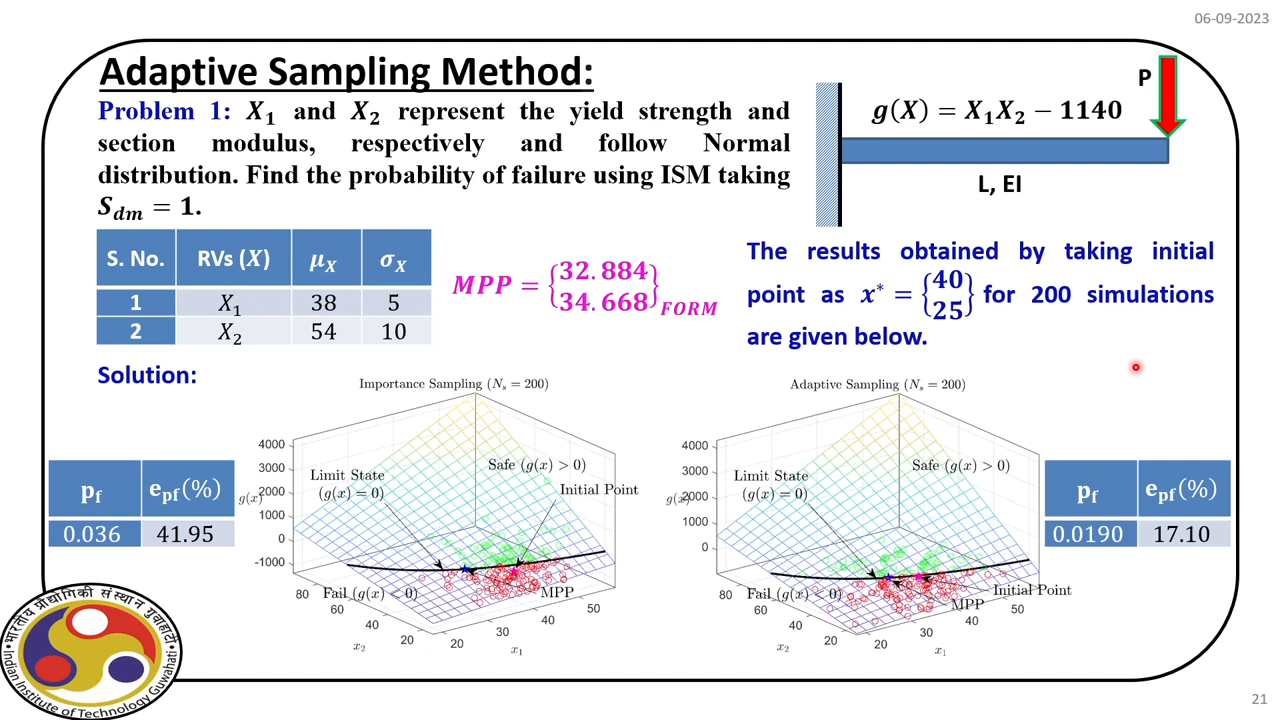 06-09-2023
Adaptive Sampling Method:
Problem 1: X₁ and X₂ represent the yield strength and
section modulus, respectively and follow Normal
distribution. Find the probability of failure using ISM taking
S_dm = 1.
P
g(X) = X₁X₂ − 1140
L, EI
S. No. RVs (X) μ_X σ_X
1 X₁ 38 5
2 X₂ 54 10
MPP = {32.884 34.668}_FORM
The results obtained by taking initial
point as x* = {40 25} for 200 simulations
are given below.
Solution:
p_f e_pf(%)
0.036 41.95
Importance Sampling (N_s = 200)
4000
3000
2000
1000
0
-1000
g(x)
Limit State
(g(x) = 0)
Safe (g(x) > 0)
Initial Point
Fail (g(x) < 0)
MPP
80
60
40
20
x₂
20
30
40
50
x₁
Adaptive Sampling (N_s = 200)
4000
3000
2000
1000
0
g(x)
Limit State
(g(x) = 0)
Safe (g(x) > 0)
Initial Point
Fail (g(x) < 0)
MPP
80
60
40
20
x₂
20
30
40
50
x₁
p_f e_pf(%)
0.0190 17.10
भारतीय प्रौद्योगिकी संस्थान गुवाहाटी
Indian Institute of Technology Guwahati
21